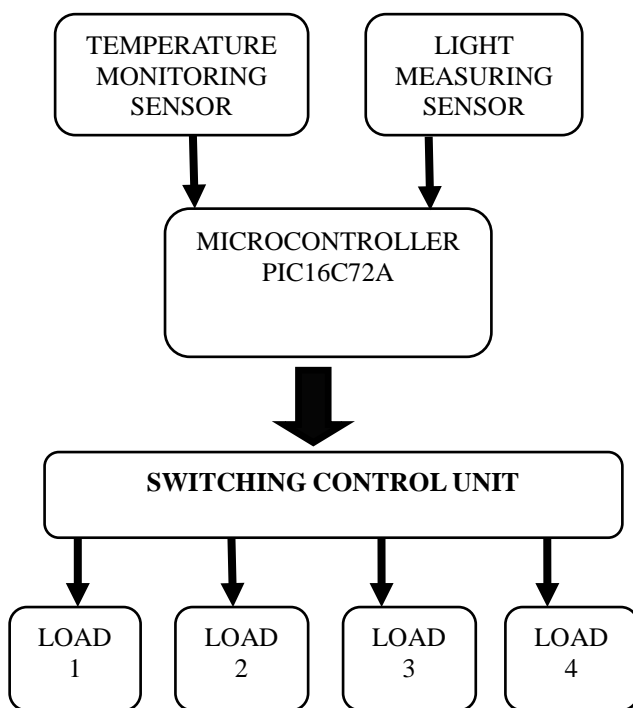 TEMPERATURE
MONITORING
SENSOR
LIGHT
MEASURING
SENSOR
MICROCONTROLLER
PIC16C72A
SWITCHING CONTROL UNIT
LOAD
1
LOAD
2
LOAD
3
LOAD
4